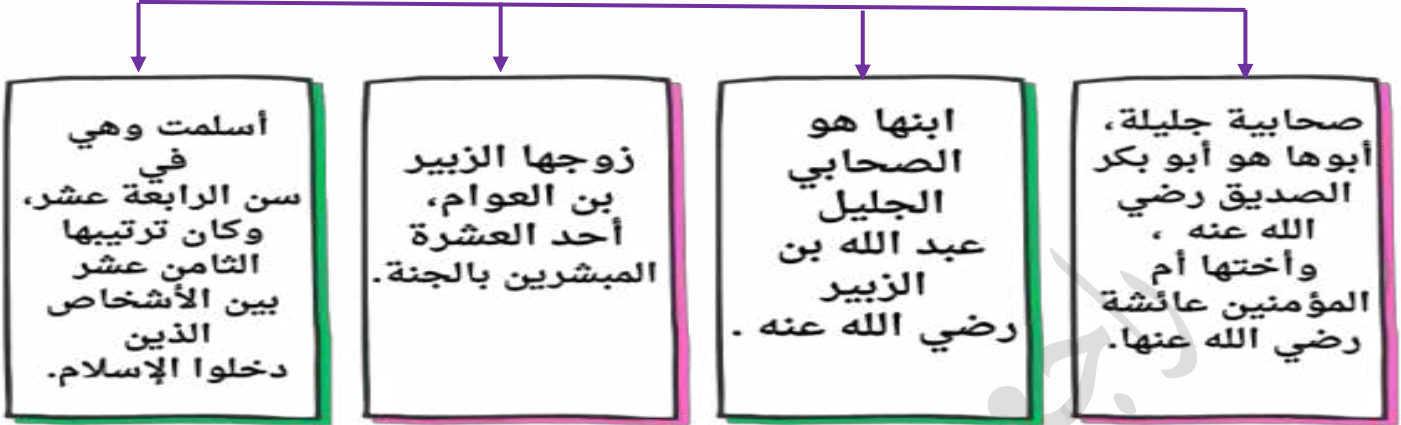 صحابية جليلة،
أبوها هو أبو بكر
الصديق رضي
الله عنه ،
وأختها أم
المؤمنين عائشة
رضي الله عنها.
ابنها هو
الصحابي
الجليل
عبد الله بن
الزبير
رضي الله عنه .
زوجها الزبير
بن العوام،
أحد العشرة
المبشرين بالجنة.
أسلمت وهي
في
سن الرابعة عشر،
وكان ترتيبها
الثامن عشر
بين الأشخاص
الذين
دخلوا الإسلام.